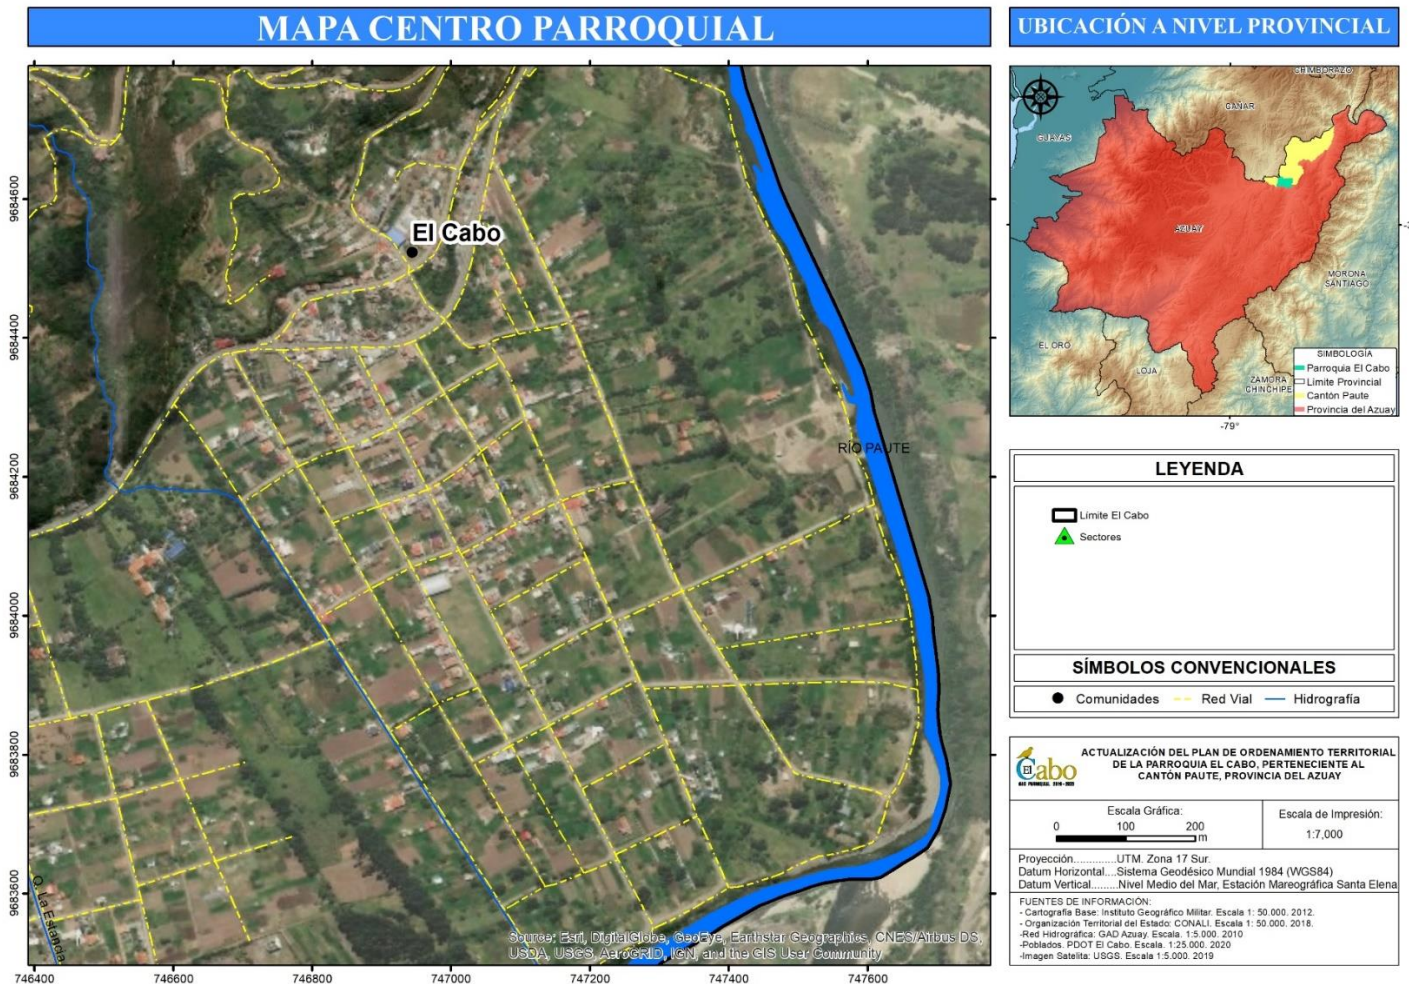 MAPA CENTRO PARROQUIAL
9684600
9684400
9684200
9684000
9683800
9683600
El Cabo
RÍO PAUTE
Q. La Estancia
Source: Esri, DigitalGlobe, GeoEye, Earthstar Geographics, CNES/Airbus DS,
USDA, USGS, AeroGRID, IGN, and the GIS User Community
746400 746600 746800 747000 747200 747400 747600
UBICACIÓN A NIVEL PROVINCIAL
CHIMBORAZO
CAÑAR
GUAYAS
AZUAY
MORONA
SANTIAGO
EL ORO
LOJA
ZAMORA
CHINCHIPE
SIMBOLOGÍA
Parroquia El Cabo
Límite Provincial
Cantón Paute
Provincia del Azuay
-79°
LEYENDA
Límite El Cabo
Sectores
SÍMBOLOS CONVENCIONALES
Comunidades Red Vial Hidrografía
El Cabo
ACTUALIZACIÓN DEL PLAN DE ORDENAMIENTO TERRITORIAL
DE LA PARROQUIA EL CABO, PERTENECIENTE AL
CANTÓN PAUTE, PROVINCIA DEL AZUAY
Escala Gráfica:
0 100 200
m
Escala de Impresión:
1:7,000
Proyección.............UTM. Zona 17 Sur.
Datum Horizontal....Sistema Geodésico Mundial 1984 (WGS84)
Datum Vertical.........Nivel Medio del Mar, Estación Mareográfica Santa Elena
FUENTES DE INFORMACIÓN:
- Cartografía Base: Instituto Geográfico Militar. Escala 1: 50.000. 2012.
- Organización Territorial del Estado: CONALI. Escala 1: 50.000. 2018.
-Red Hidrográfica: GAD Azuay. Escala. 1:5.000. 2010
-Poblados. PDOT El Cabo. Escala. 1:25.000. 2020
-Imagen Satelita: USGS. Escala 1:5.000. 2019